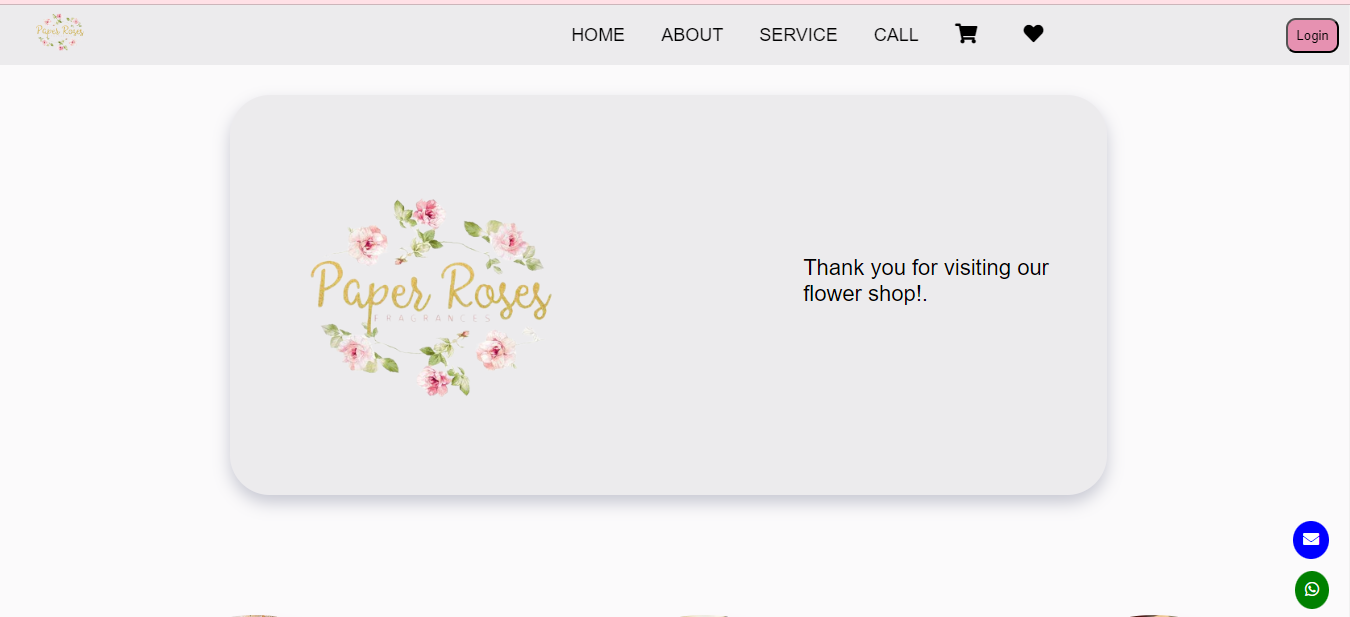 Paper Roses
HOME ABOUT SERVICE CALL
Login
Paper Roses
FRAGRANCES
Thank you for visiting our
flower shop!.